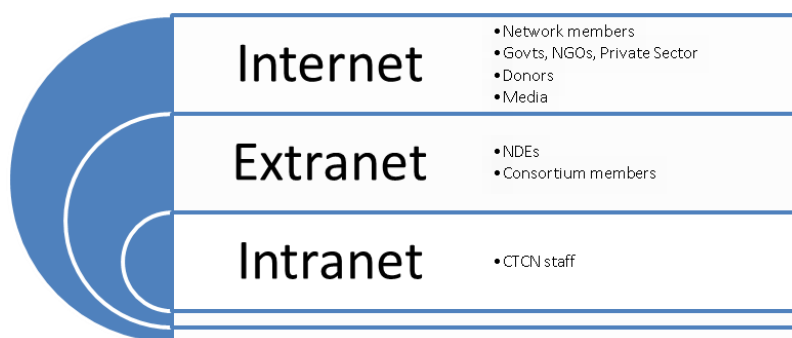 Internet
•Network members
•Govts, NGOs, Private Sector
•Donors
•Media
Extranet
•NDEs
•Consortium members
Intranet
•CTCN staff